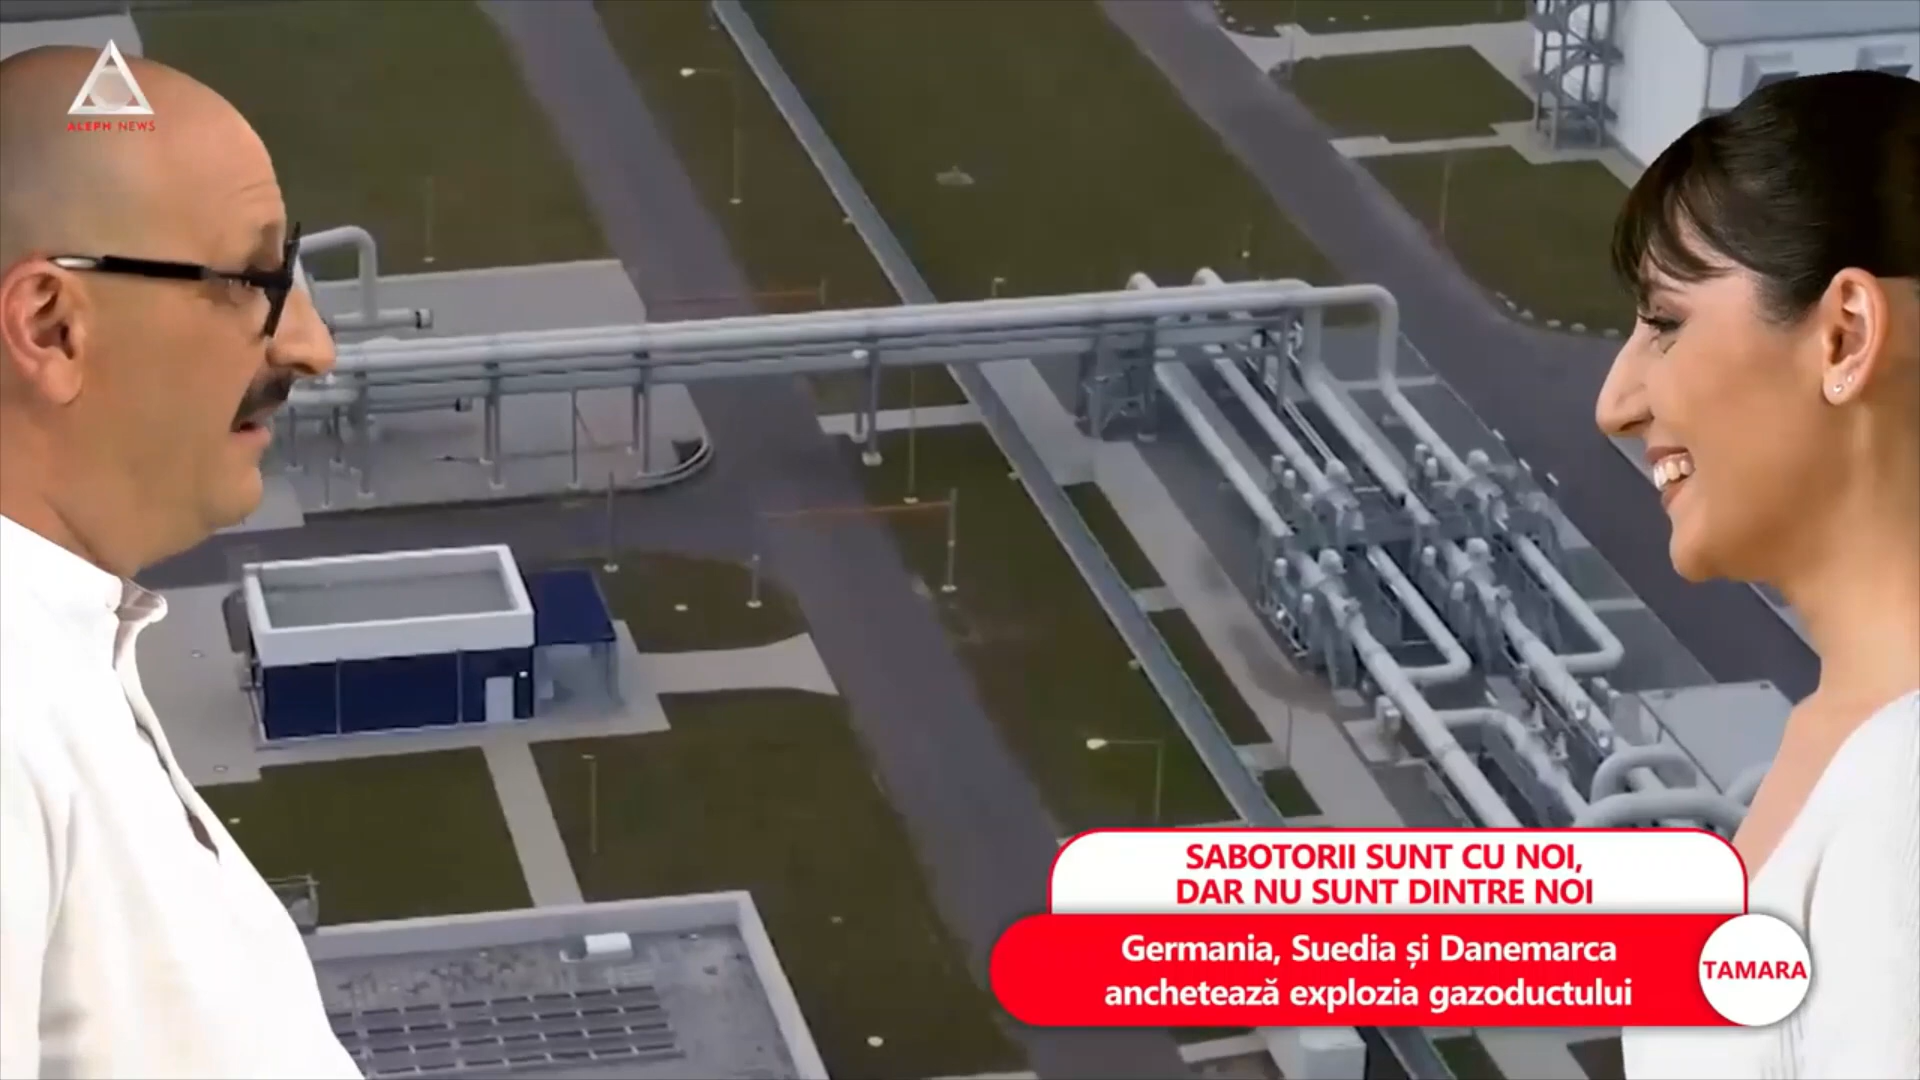 ALEPH NEWS
SABOTORII SUNT CU NOI,
DAR NU SUNT DINTRE NOI
Germania, Suedia și Danemarca
anchetează explozia gazoductului
TAMARA